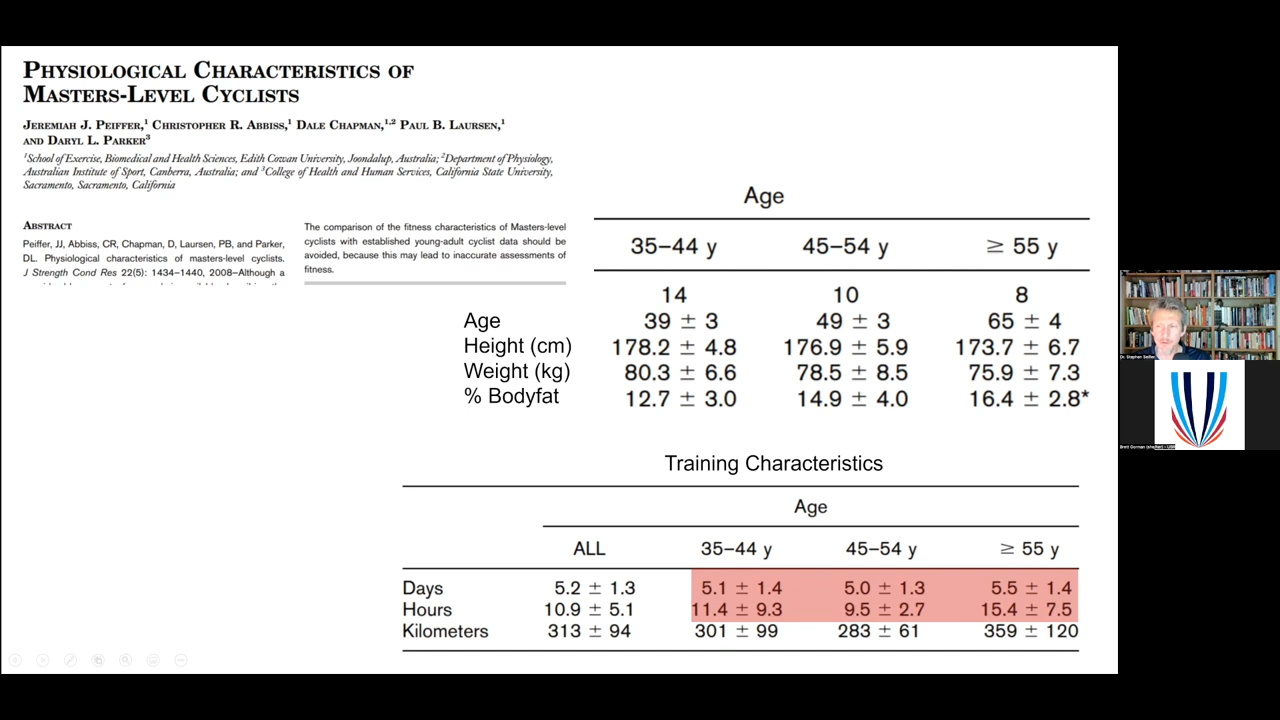 PHYSIOLOGICAL CHARACTERISTICS OF
MASTERS-LEVEL CYCLISTS
JEREMIAH J. PEIFFER,¹ CHRISTOPHER R. ABBISS,¹ DALE CHAPMAN,¹,² PAUL B. LAURSEN,¹
AND DARYL L. PARKER³
¹School of Exercise, Biomedical and Health Sciences, Edith Cowan University, Joondalup, Australia; ²Department of Physiology,
Australian Institute of Sport, Canberra, Australia; and ³College of Health and Human Services, California State University,
Sacramento, Sacramento, California
ABSTRACT
Peiffer, JJ, Abbiss, CR, Chapman, D, Laursen, PB, and Parker,
DL. Physiological characteristics of masters-level cyclists.
J Strength Cond Res 22(5): 1434–1440, 2008–Although a
The comparison of the fitness characteristics of Masters-level
cyclists with established young-adult cyclist data should be
avoided, because this may lead to inaccurate assessments of
fitness.
Age
35–44 y 45–54 y ≥ 55 y
14 10 8
Age 39 ± 3 49 ± 3 65 ± 4
Height (cm) 178.2 ± 4.8 176.9 ± 5.9 173.7 ± 6.7
Weight (kg) 80.3 ± 6.6 78.5 ± 8.5 75.9 ± 7.3
% Bodyfat 12.7 ± 3.0 14.9 ± 4.0 16.4 ± 2.8*
Training Characteristics
Age
ALL 35–44 y 45–54 y ≥ 55 y
Days 5.2 ± 1.3 5.1 ± 1.4 5.0 ± 1.3 5.5 ± 1.4
Hours 10.9 ± 5.1 11.4 ± 9.3 9.5 ± 2.7 15.4 ± 7.5
Kilometers 313 ± 94 301 ± 99 283 ± 61 359 ± 120
Dr. Stephen Seiler
Brett Gorman